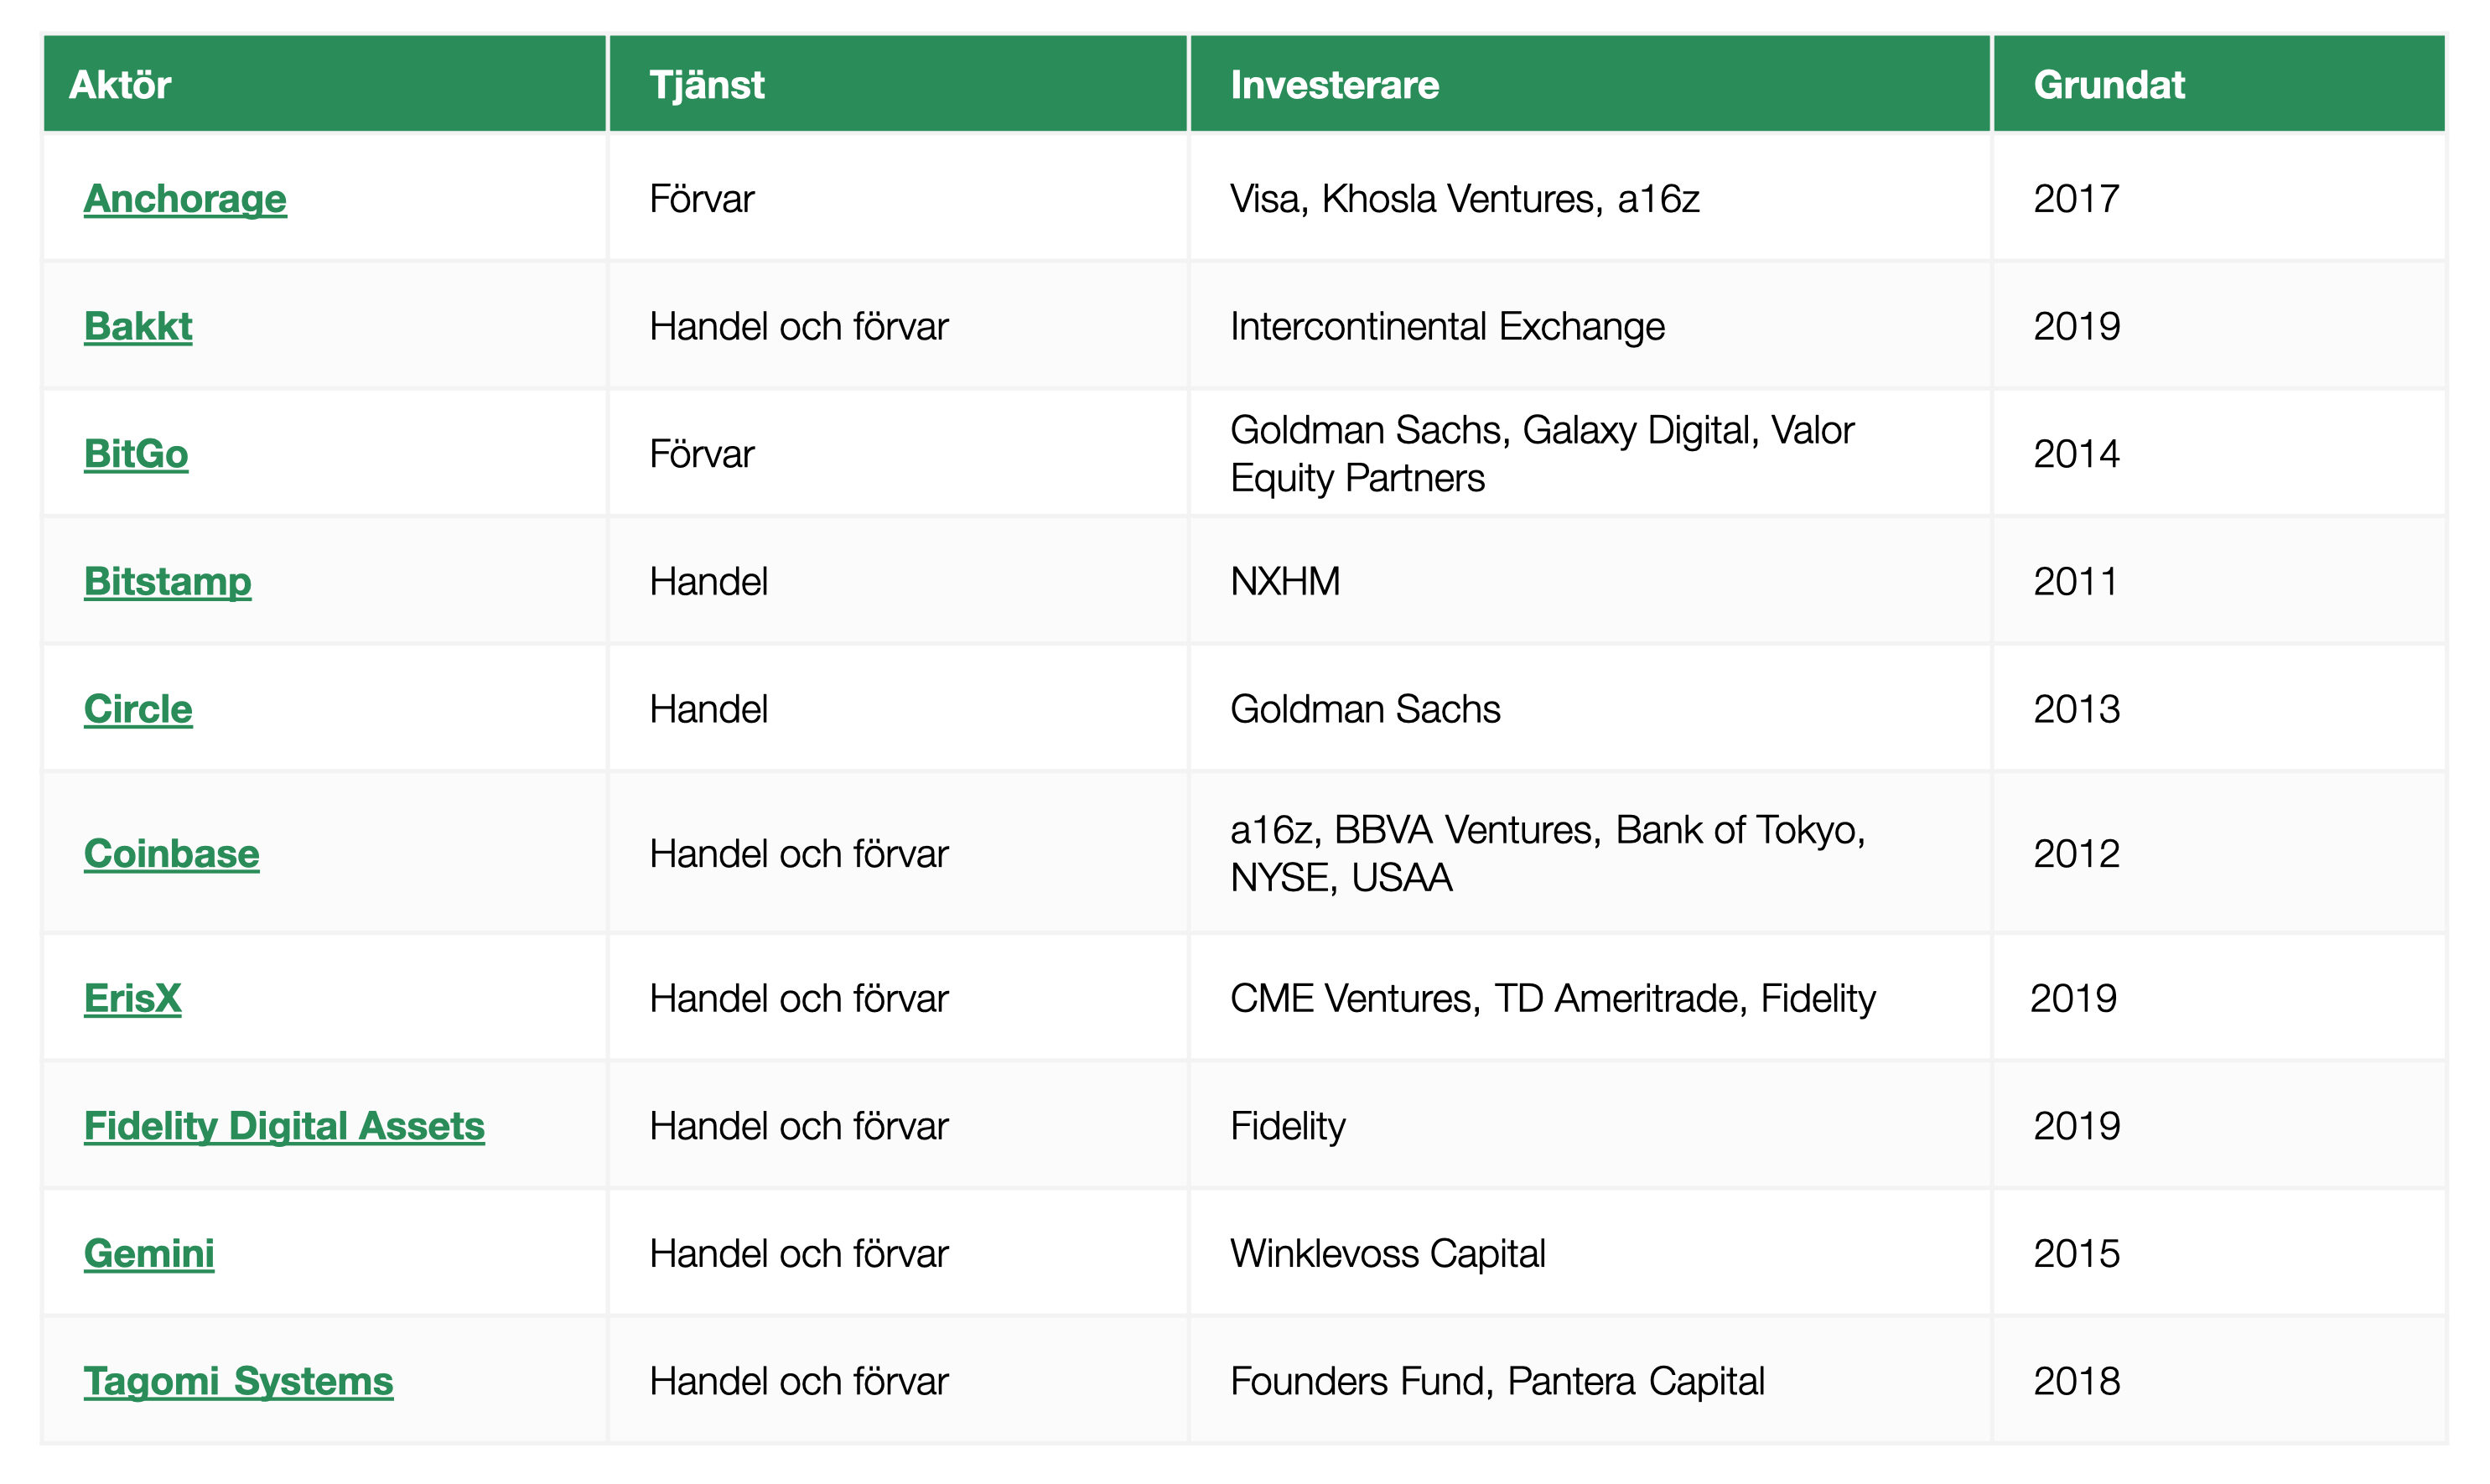 Aktör Tjänst Investerare Grundat
Anchorage Förvar Visa, Khosla Ventures, a16z 2017
Bakkt Handel och förvar Intercontinental Exchange 2019
BitGo Förvar Goldman Sachs, Galaxy Digital, Valor
Equity Partners 2014
Bitstamp Handel NXHM 2011
Circle Handel Goldman Sachs 2013
Coinbase Handel och förvar a16z, BBVA Ventures, Bank of Tokyo,
NYSE, USAA 2012
ErisX Handel och förvar CME Ventures, TD Ameritrade, Fidelity 2019
Fidelity Digital Assets Handel och förvar Fidelity 2019
Gemini Handel och förvar Winklevoss Capital 2015
Tagomi Systems Handel och förvar Founders Fund, Pantera Capital 2018